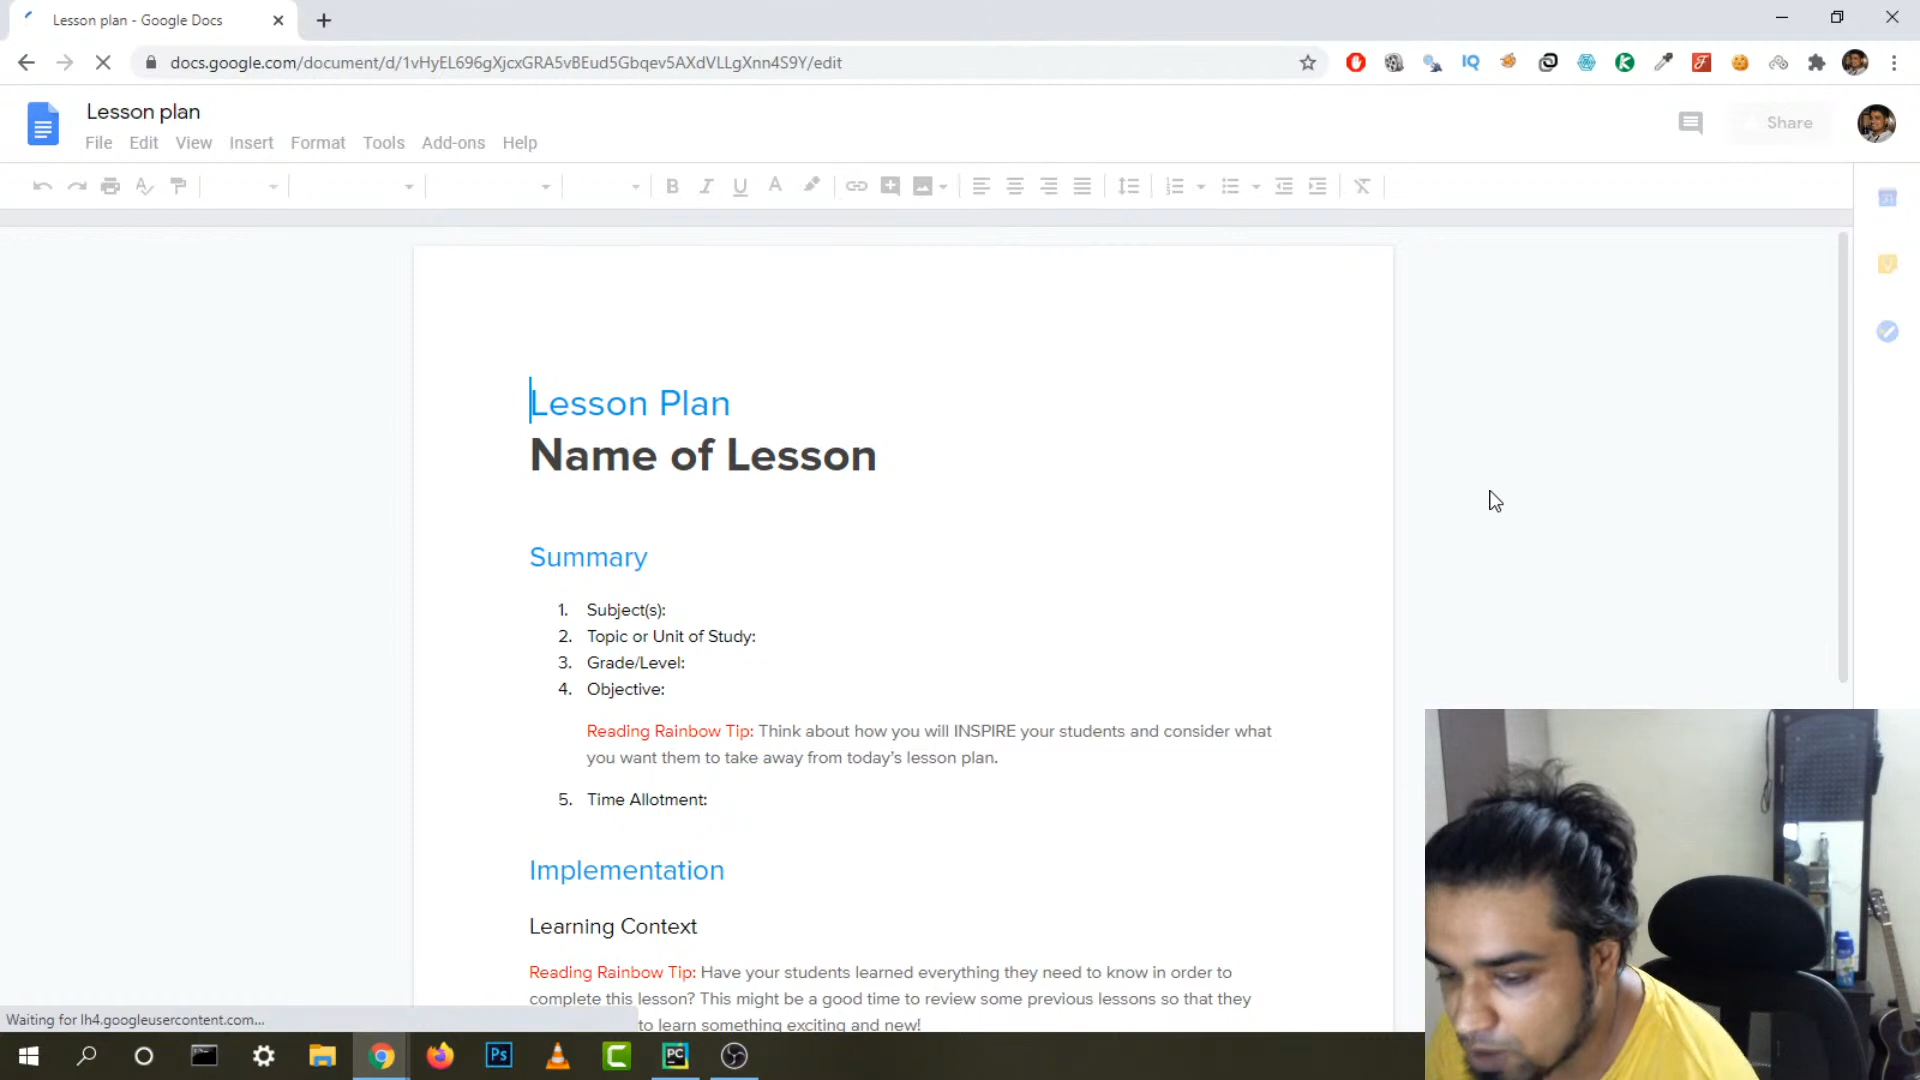 Lesson plan - Google Docs
docs.google.com/document/d/1vHyEL696gXjcxGRA5vBEud5Gbqev5AXdVLLgXnn4S9Y/edit
IQ
Lesson plan
File Edit View Insert Format Tools Add-ons Help
Share
B I U A
31
Lesson Plan
Name of Lesson
Summary
1. Subject(s):
2. Topic or Unit of Study:
3. Grade/Level:
4. Objective:
Reading Rainbow Tip: Think about how you will INSPIRE your students and consider what
you want them to take away from today’s lesson plan.
5. Time Allotment:
Implementation
Learning Context
Reading Rainbow Tip: Have your students learned everything they need to know in order to
complete this lesson? This might be a good time to review some previous lessons so that they
to learn something exciting and new!
Waiting for lh4.googleusercontent.com...
Ps
C
PC